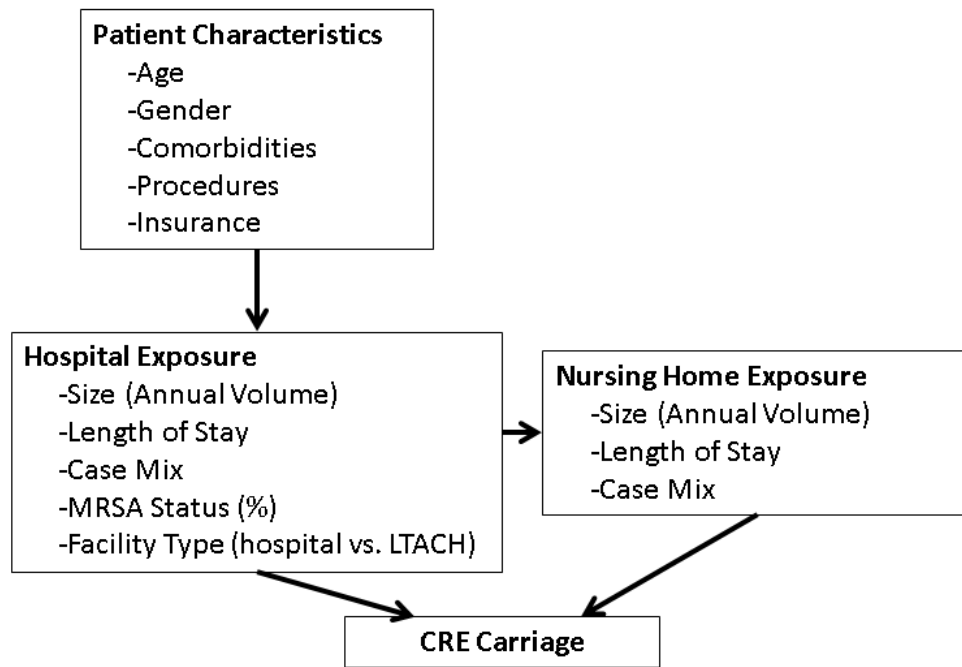 Patient Characteristics
-Age
-Gender
-Comorbidities
-Procedures
-Insurance
Hospital Exposure
-Size (Annual Volume)
-Length of Stay
-Case Mix
-MRSA Status (%)
-Facility Type (hospital vs. LTACH)
Nursing Home Exposure
-Size (Annual Volume)
-Length of Stay
-Case Mix
CRE Carriage